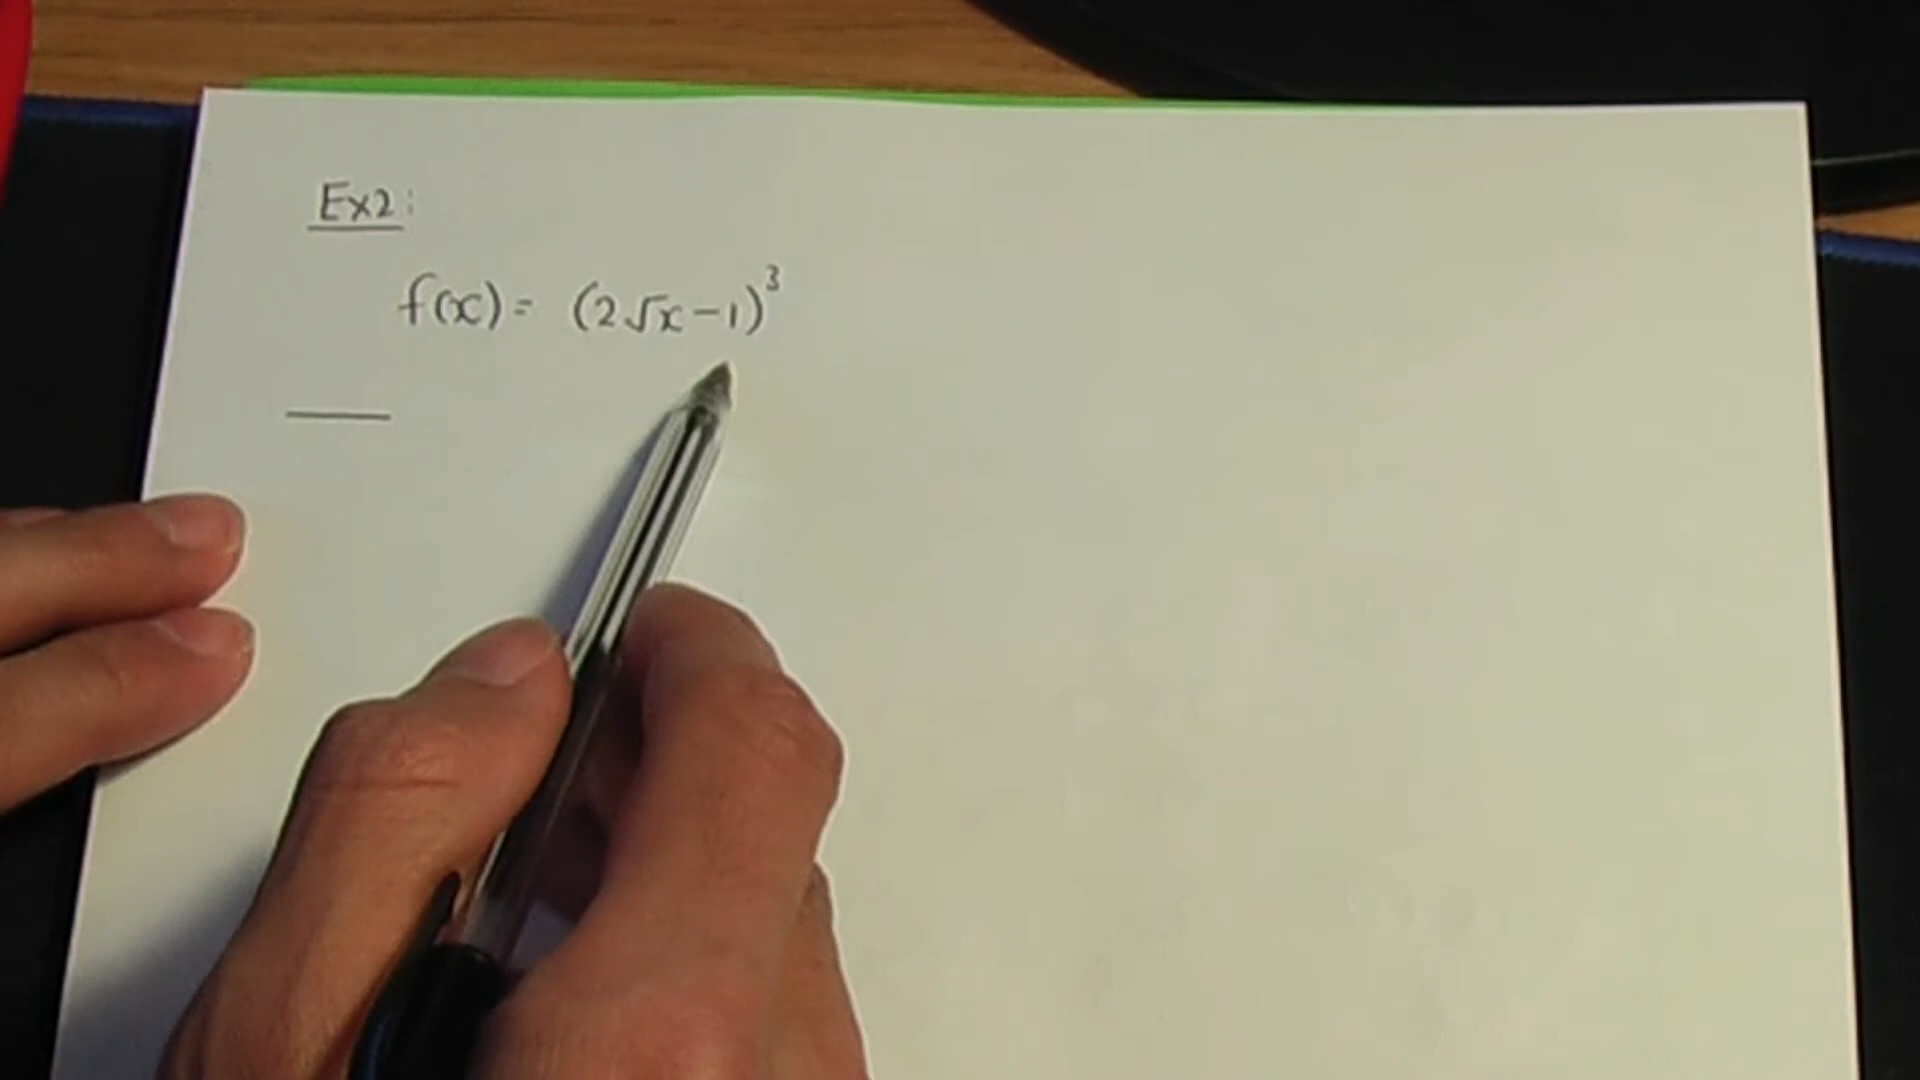 Ex2:
f(x) = (2√x - 1)³